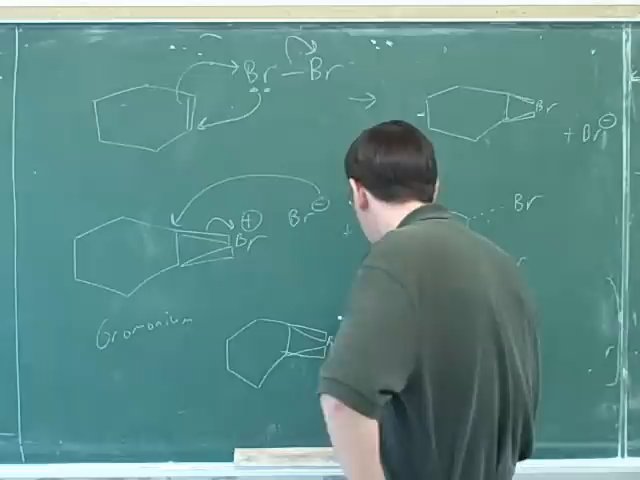 Br — Br
→ Br + Br⊖
⊕ Br Br⊖ + Br
Bromonium